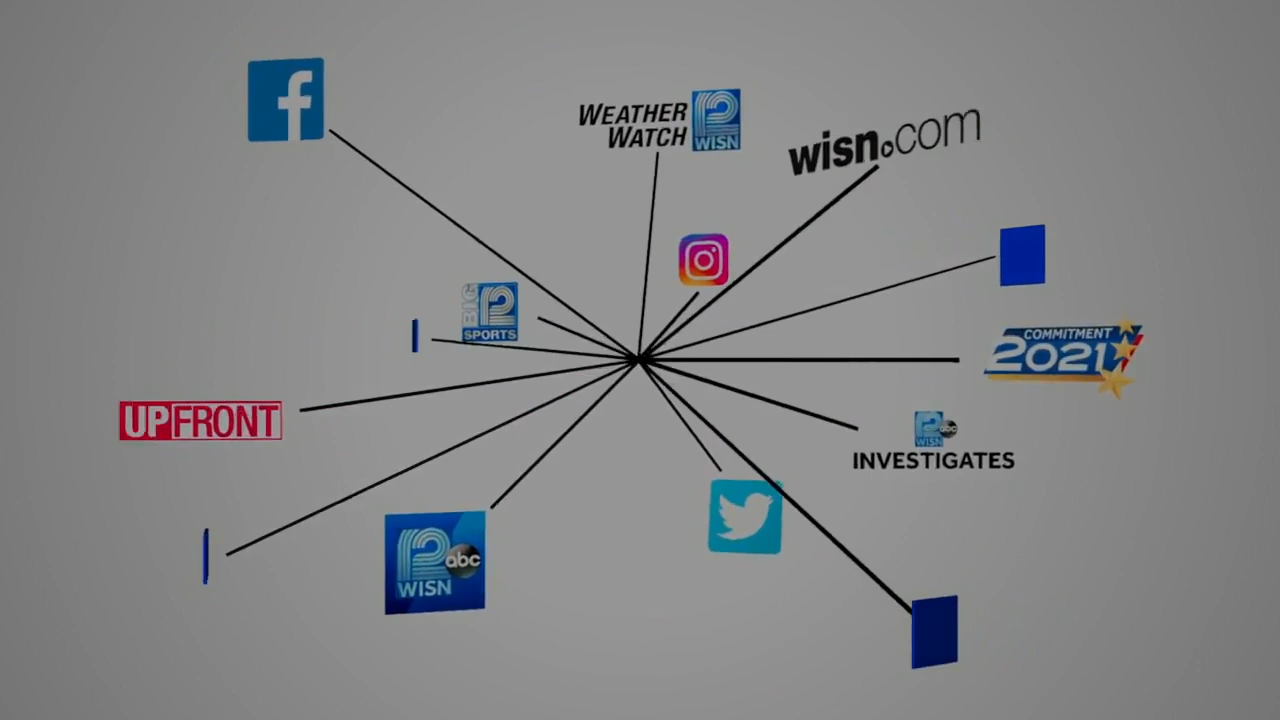 f
WEATHER
WATCH
12
WISN
wisn.com
BIG
12
SPORTS
COMMITMENT
2021
UPFRONT
12
abc
WISN
INVESTIGATES
12
abc
WISN